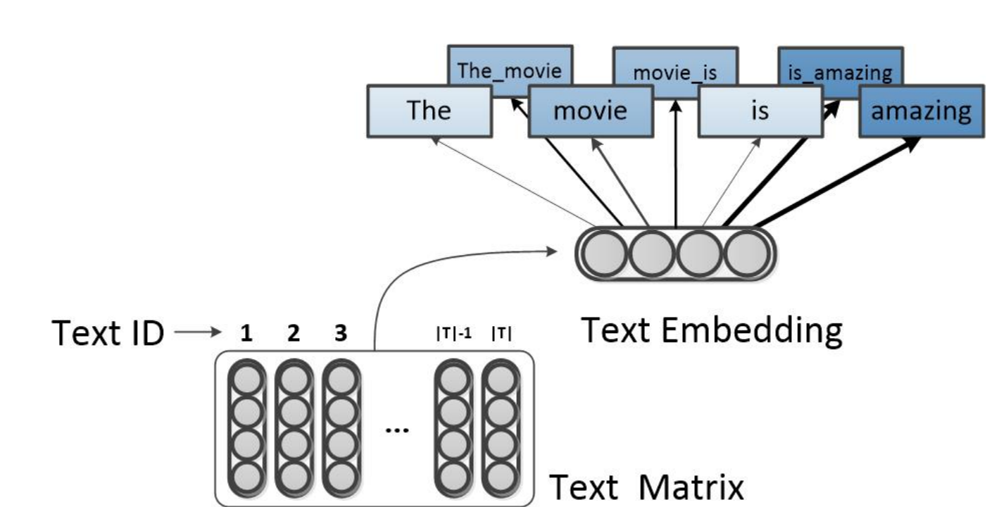 The_movie movie_is is_amazing
The movie is amazing
Text Embedding
Text ID 1 2 3 |T|-1 |T|
...
Text Matrix